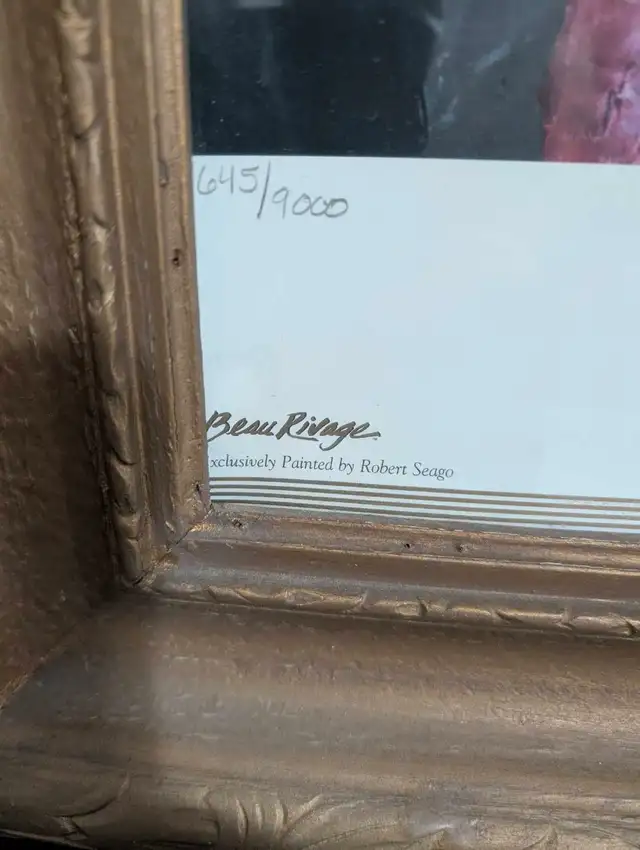 645/9000
Beau Rivage
xclusively Painted by Robert Seago